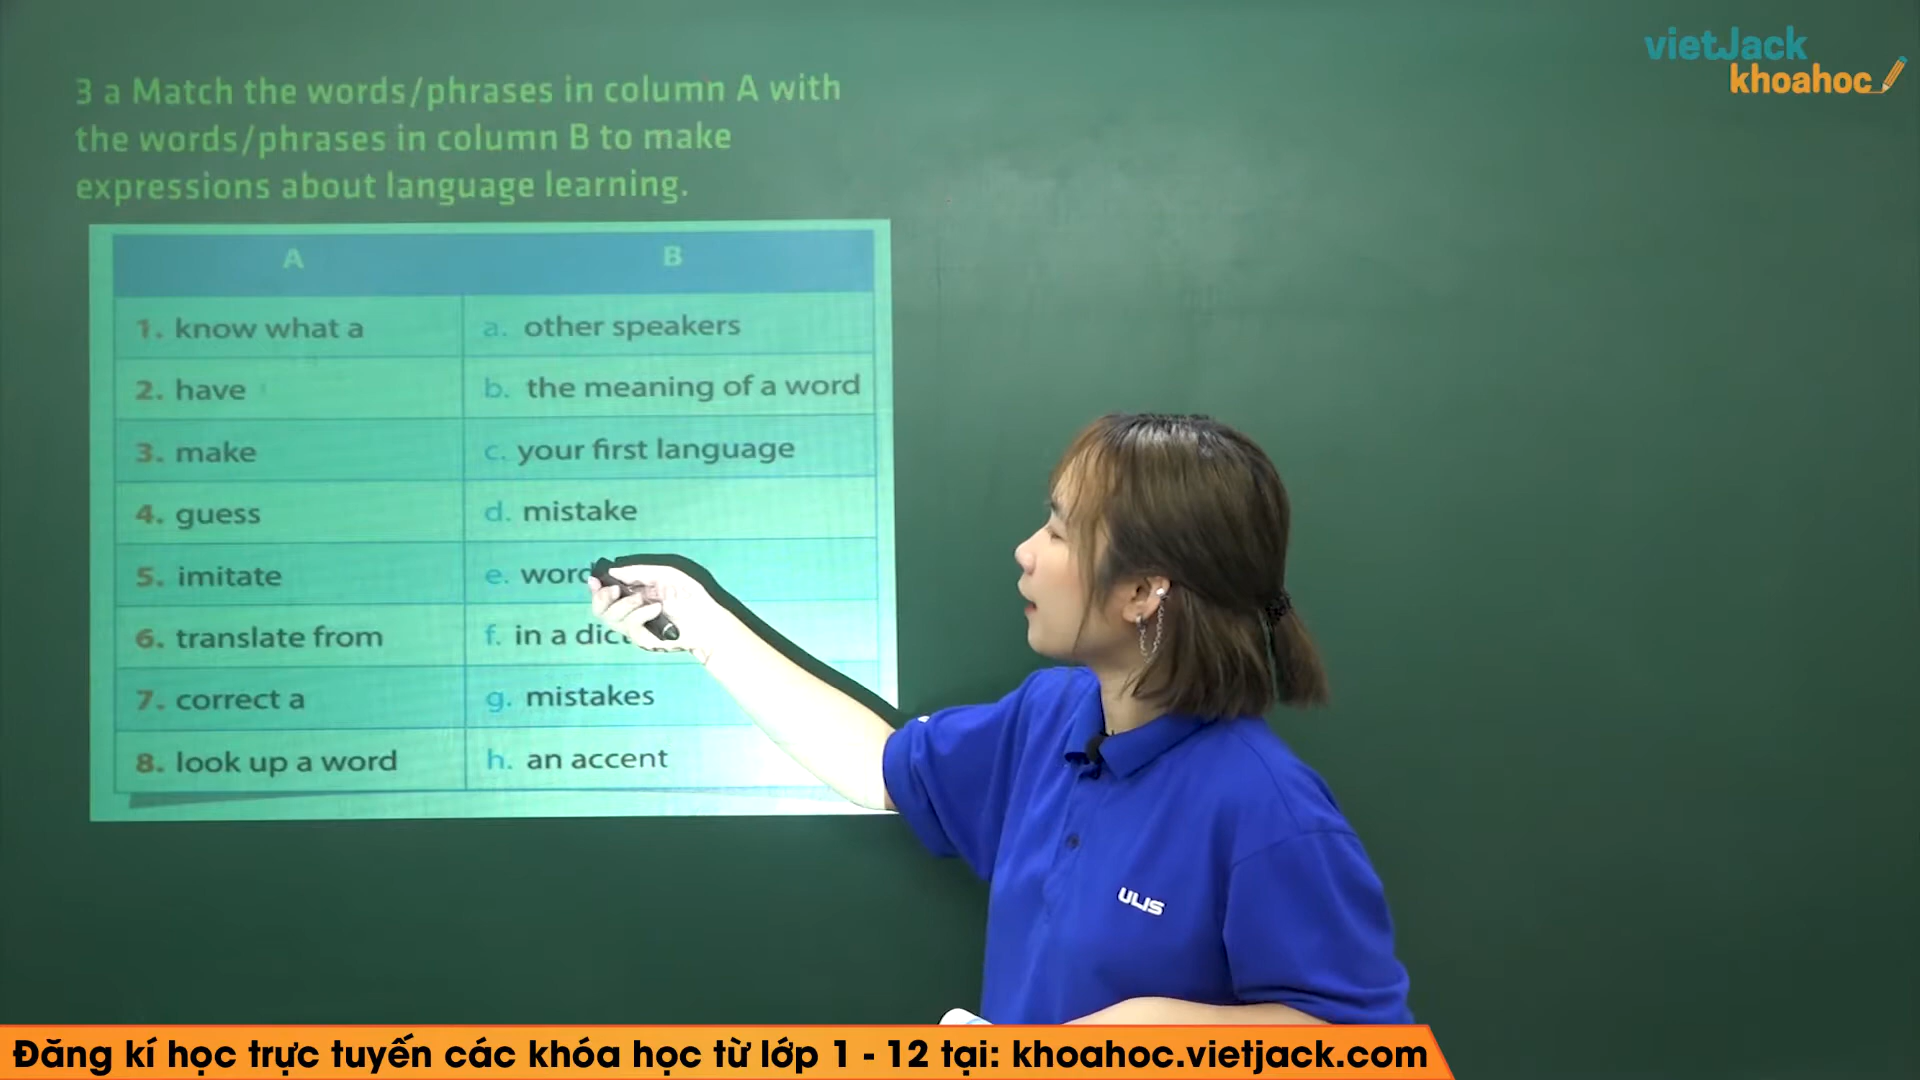 vietJack
khoahoc
3 a Match the words/phrases in column A with
the words/phrases in column B to make
expressions about language learning.
A B
1. know what a a. other speakers
2. have b. the meaning of a word
3. make c. your first language
4. guess d. mistake
5. imitate e.
6. translate from f. in a
7. correct a g. mistakes
8. look up a word h. an accent
ULIS
Đăng kí học trực tuyến các khóa học từ lớp 1 - 12 tại: khoahoc.vietjack.com